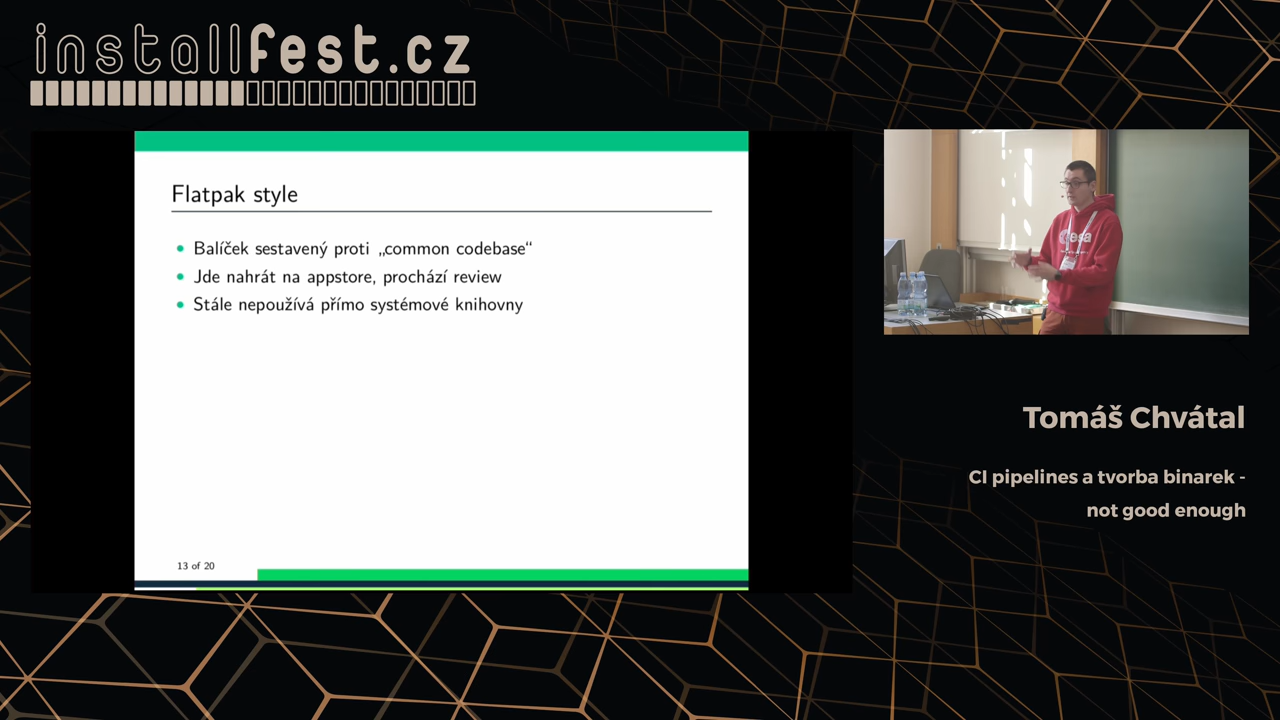 installfest.cz
Flatpak style
Balíček sestavený proti „common codebase“
Jde nahrát na appstore, prochází review
Stále nepoužívá přímo systémové knihovny
13 of 20
esa
Tomáš Chvátal
CI pipelines a tvorba binarek -
not good enough